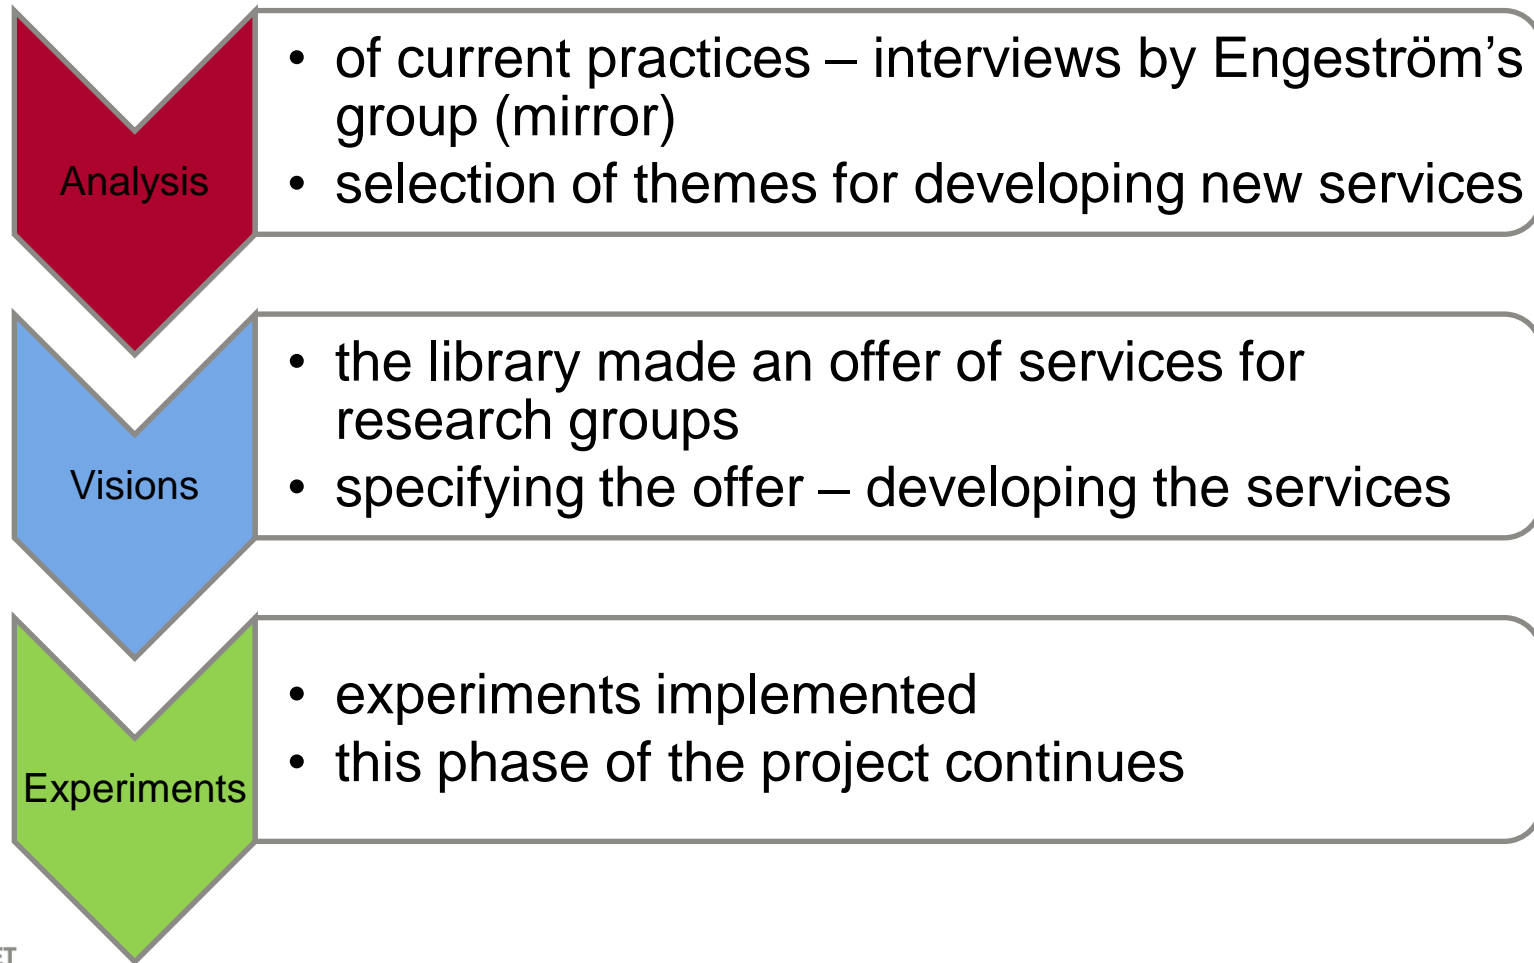 Analysis
• of current practices – interviews by Engeström’s
group (mirror)
• selection of themes for developing new services
Visions
• the library made an offer of services for
research groups
• specifying the offer – developing the services
Experiments
• experiments implemented
• this phase of the project continues
ET